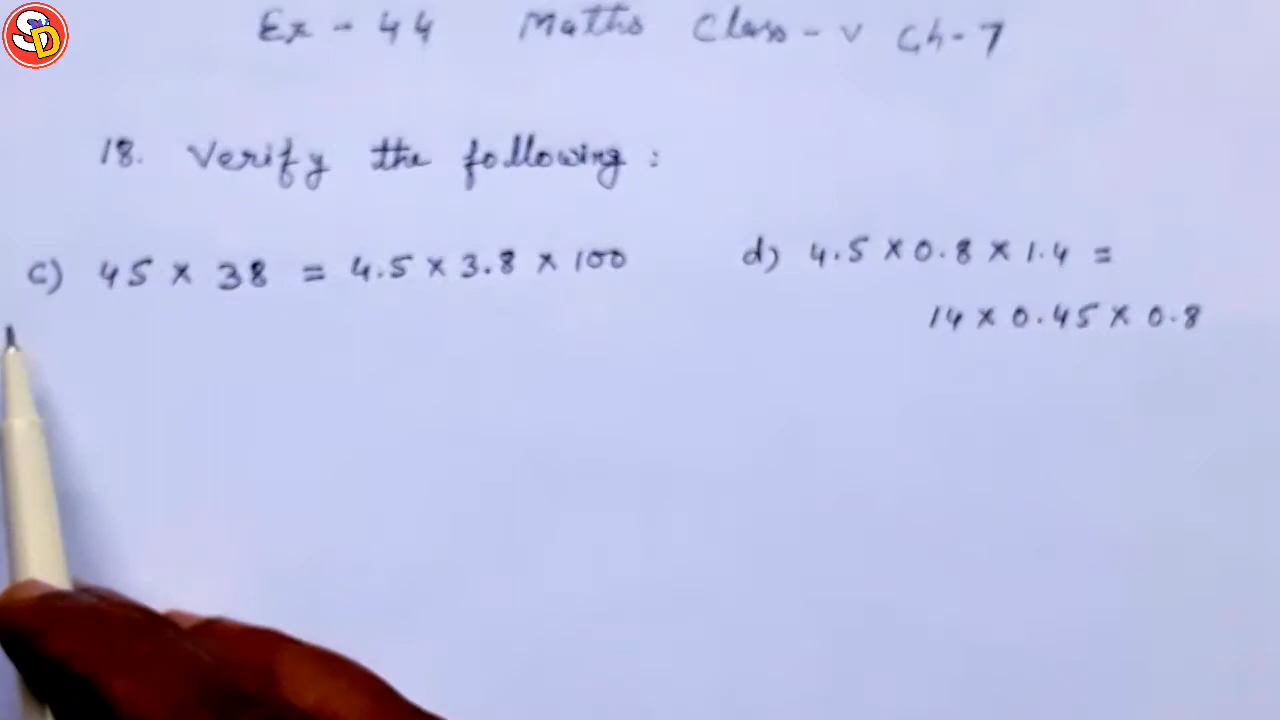 SD
Ex - 44 Maths Class - V Ch - 7
18. Verify the following :
c) 45 × 38 = 4.5 × 3.8 × 100
d) 4.5 × 0.8 × 1.4 =
14 × 0.45 × 0.8